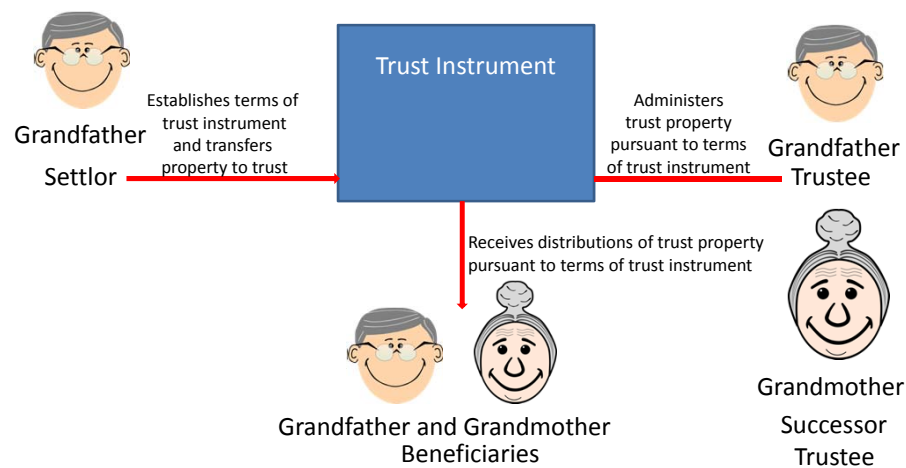 Trust Instrument
Establishes terms of
trust instrument
and transfers
property to trust
Grandfather
Settlor
Administers
trust property
pursuant to terms
of trust instrument
Grandfather
Trustee
Receives distributions of trust property
pursuant to terms of trust instrument
Grandfather and Grandmother
Beneficiaries
Grandmother
Successor
Trustee